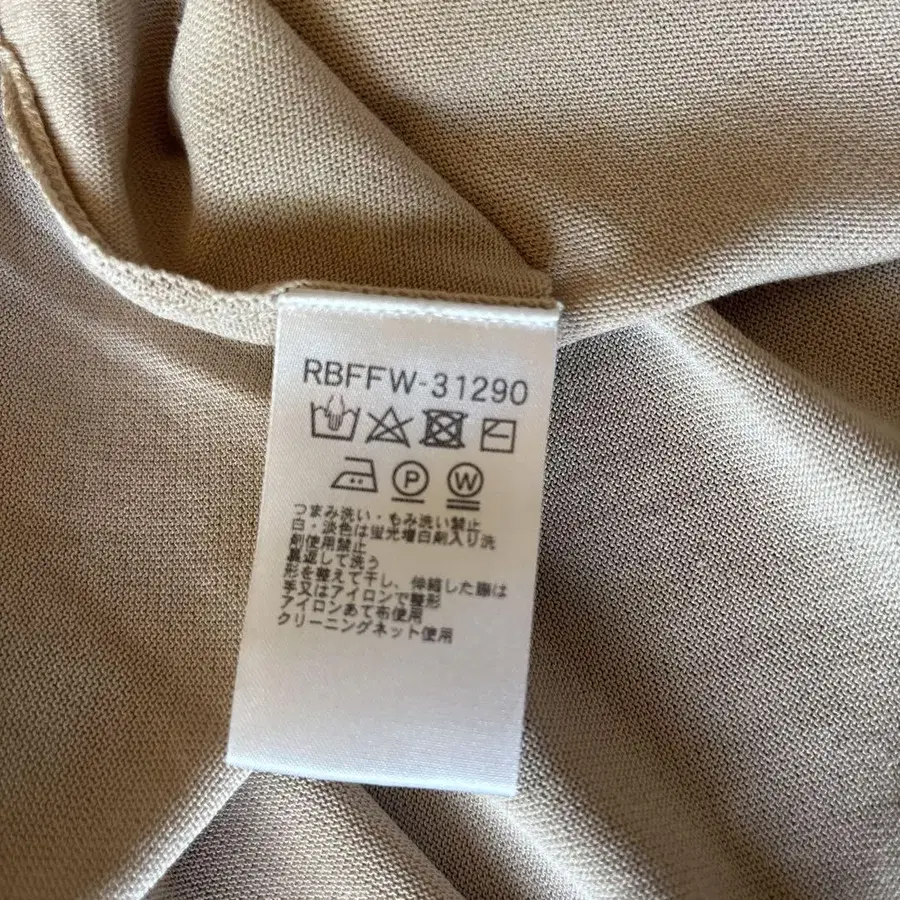 RBFFW-31290
P W
つまみ洗い・もみ洗い禁止
白・淡色は蛍光増白剤入り洗
剤使用禁止
裏返して洗う
形を整えて干し、伸縮した際は
手又はアイロンで整形
アイロンあて布使用
クリーニングネット使用